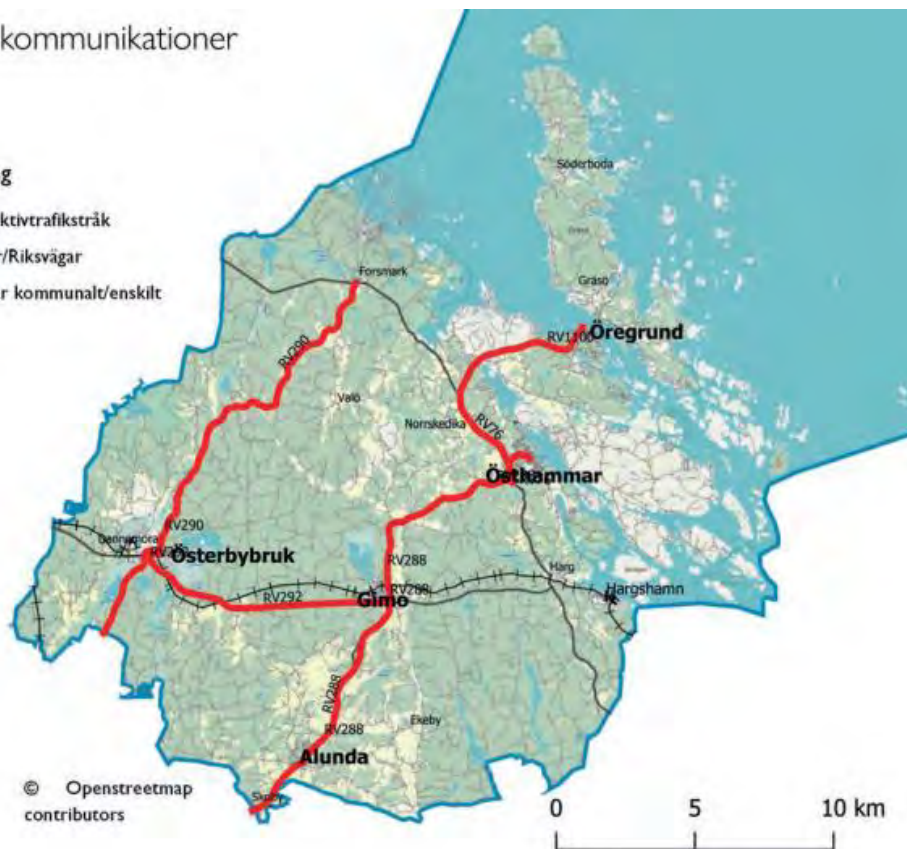 kommunikationer
g
ktivtrafikstråk
r/Riksvägar
r kommunalt/enskilt
Söderboda
Gräsö
Forsmark
RV1100
Öregrund
RV290
Valö
Norrskedika
RV76
Östhammar
RV290
Dannemora
Österbybruk
RV288
Harg
RV292
RV288
Hargshamn
Gimo
RV288
Ekeby
RV288
Alunda
© Openstreetmap
contributors
0 5 10 km